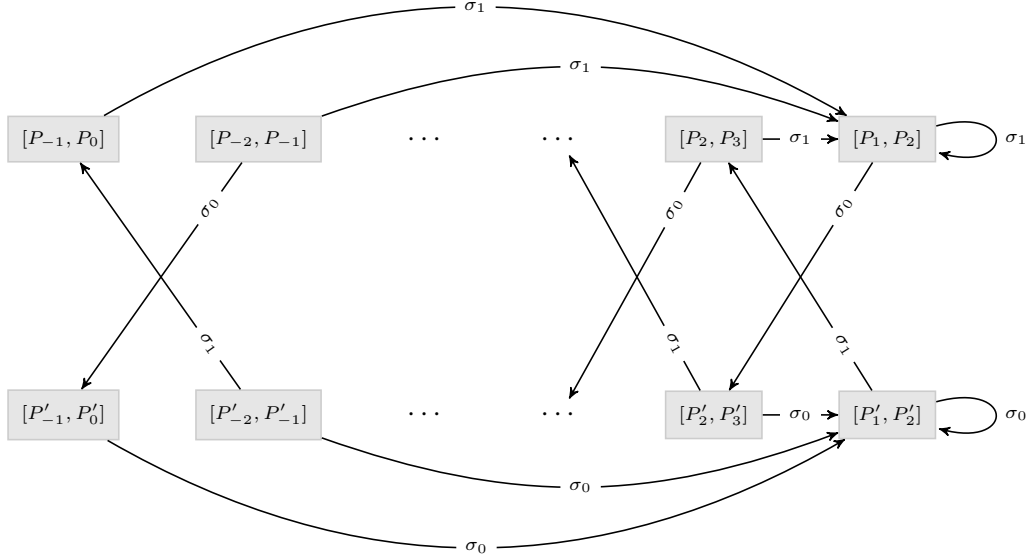 σ₁
σ₁
[P₋₁, P₀] [P₋₂, P₋₁] ⋯ ⋯ [P₂, P₃] σ₁ [P₁, P₂] σ₁
σ₀ σ₀ σ₀
σ₁ σ₁ σ₁
[P′₋₁, P′₀] [P′₋₂, P′₋₁] ⋯ ⋯ [P′₂, P′₃] σ₀ [P′₁, P′₂] σ₀
σ₀
σ₀